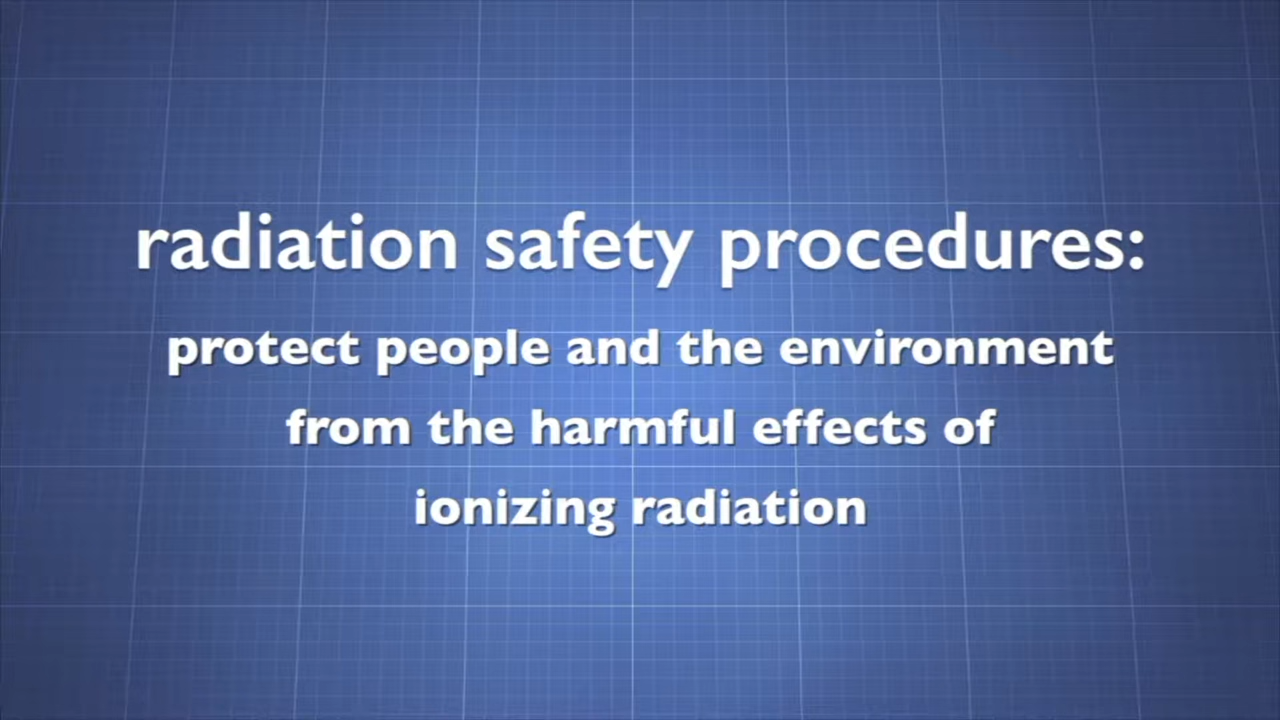 radiation safety procedures:
protect people and the environment
from the harmful effects of
ionizing radiation